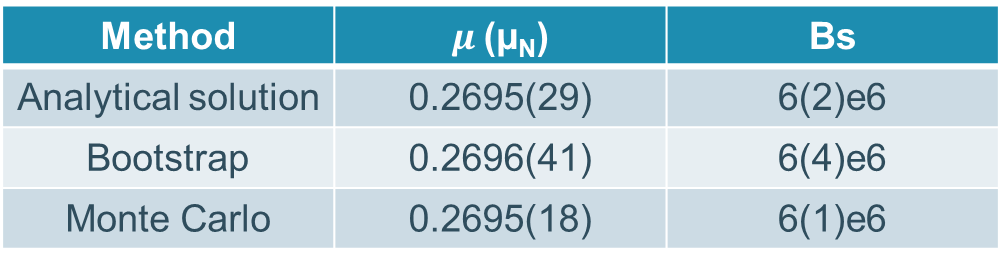 Method μ (μN) Bs
Analytical solution 0.2695(29) 6(2)e6
Bootstrap 0.2696(41) 6(4)e6
Monte Carlo 0.2695(18) 6(1)e6